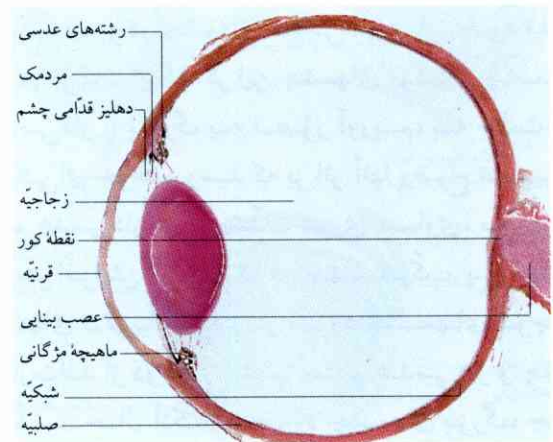 رشته‌های عدسی
مردمک
دهلیز قدّامی چشم
زجاجیّه
نقطهٔ کور
قرنیّه
عصب بینایی
ماهیچهٔ مژگانی
شبکیّه
صلبیّه